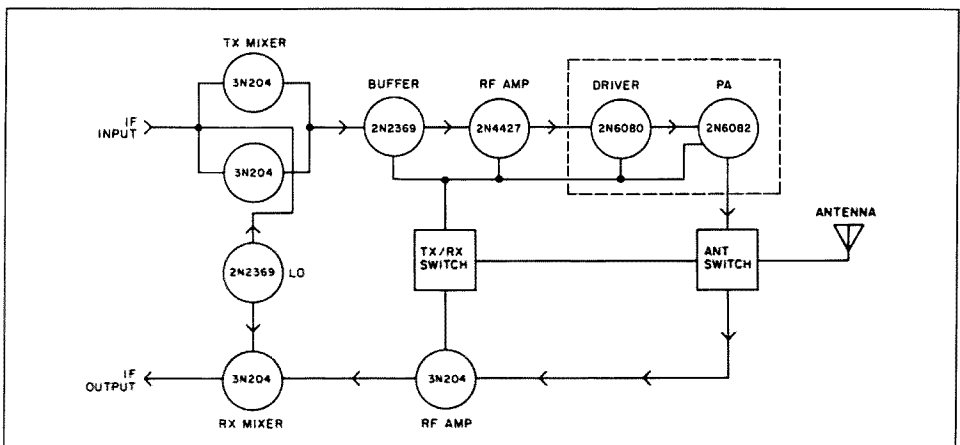 TX MIXER
3N204
BUFFER
RF AMP
DRIVER
PA
IF
INPUT
2N2369
2N4427
2N6080
2N6082
3N204
ANTENNA
TX/RX
SWITCH
ANT
SWITCH
2N2369
LO
IF
OUTPUT
3N204
3N204
RX MIXER
RF AMP